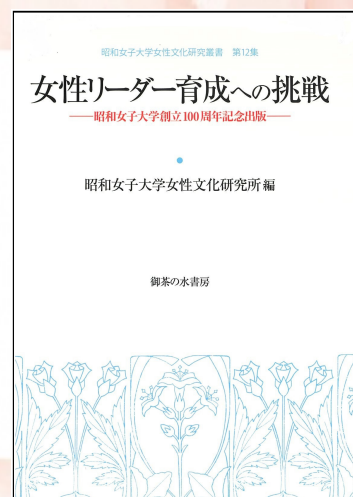 昭和女子大学女性文化研究叢書 第12集
女性リーダー育成への挑戦
——昭和女子大学創立100周年記念出版——
昭和女子大学女性文化研究所 編
御茶の水書房